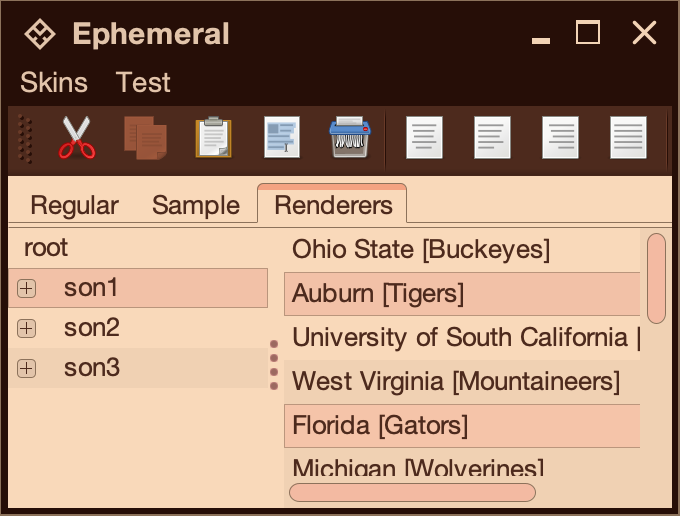 Ephemeral
Skins Test
Regular Sample Renderers
root
son1
son2
son3
Ohio State [Buckeyes]
Auburn [Tigers]
University of South California [
West Virginia [Mountaineers]
Florida [Gators]
Michigan [Wolverines]